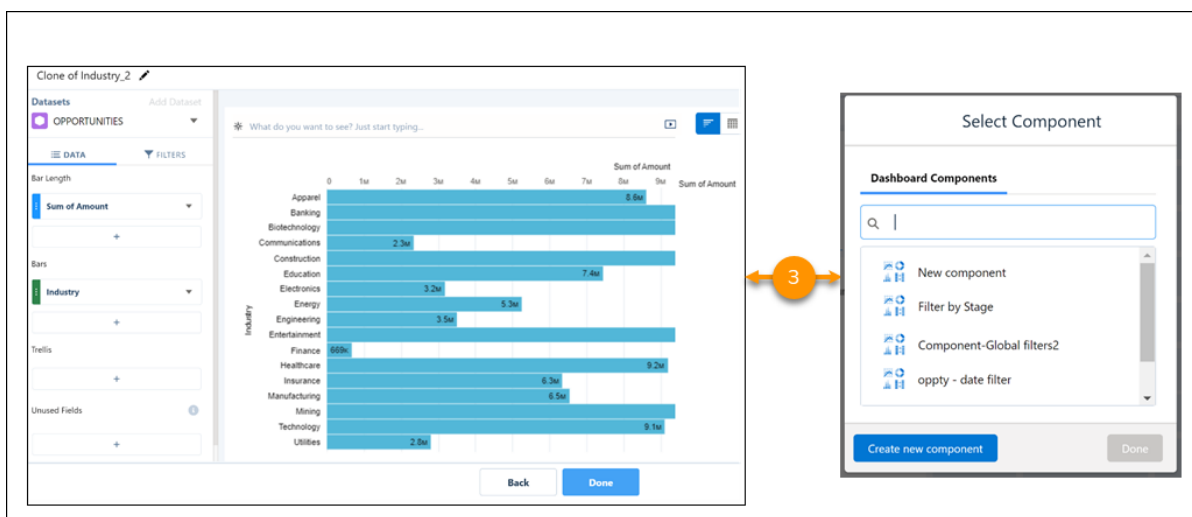 Clone of Industry_2
Datasets Add Dataset
OPPORTUNITIES
DATA FILTERS
Bar Length
Sum of Amount
+
Bars
Industry
+
Trellis
+
Unused Fields
+
What do you want to see? Just start typing...
Sum of Amount
0 1M 2M 3M 4M 5M 6M 7M 8M 9M Sum of Amount
Industry
Apparel 8.6M
Banking
Biotechnology
Communications 2.3M
Construction
Education 7.4M
Electronics 3.2M
Energy 5.3M
Engineering 3.5M
Entertainment
Finance 669K
Healthcare 9.2M
Insurance 6.3M
Manufacturing 6.5M
Mining
Technology 9.1M
Utilities 2.8M
Back Done
3
Select Component
Dashboard Components
New component
Filter by Stage
Component-Global filters2
oppty - date filter
Create new component Done